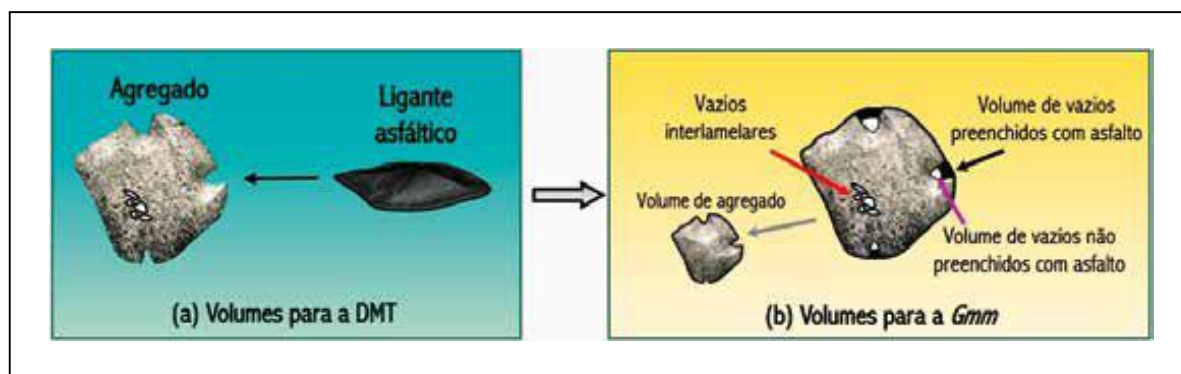 Agregado
Ligante
asfáltico
(a) Volumes para a DMT
Vazios
interlamelares
Volume de vazios
preenchidos com asfalto
Volume de agregado
Volume de vazios não
preenchidos com asfalto
(b) Volumes para a Gmm